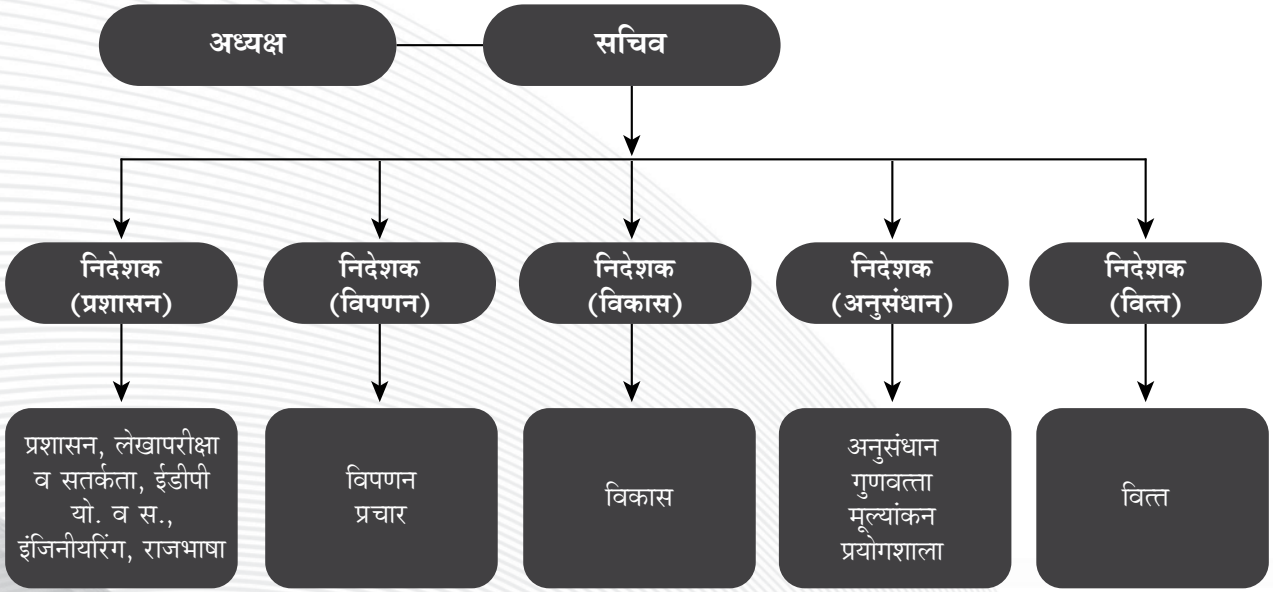 अध्यक्ष
सचिव
निदेशक
(प्रशासन)
निदेशक
(विपणन)
निदेशक
(विकास)
निदेशक
(अनुसंधान)
निदेशक
(वित्त)
प्रशासन, लेखापरीक्षा
व सतर्कता, ईडीपी
यो. व स.,
इंजिनीयरिंग, राजभाषा
विपणन
प्रचार
विकास
अनुसंधान
गुणवत्ता
मूल्यांकन
प्रयोगशाला
वित्त